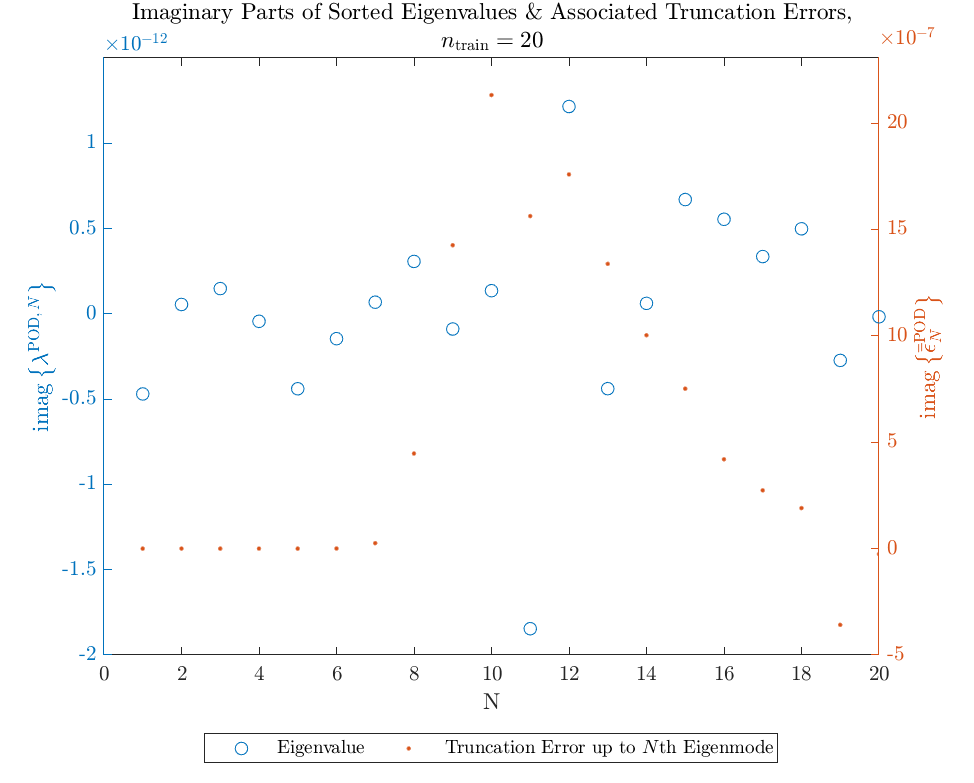 Imaginary Parts of Sorted Eigenvalues & Associated Truncation Errors,
n_train = 20
×10^−12
×10^−7
1
0.5
0
-0.5
-1
-1.5
-2
imag {λ^POD,N}
20
15
10
5
0
-5
imag {ϵ̿_N^POD}
0 2 4 6 8 10 12 14 16 18 20
N
Eigenvalue
Truncation Error up to Nth Eigenmode